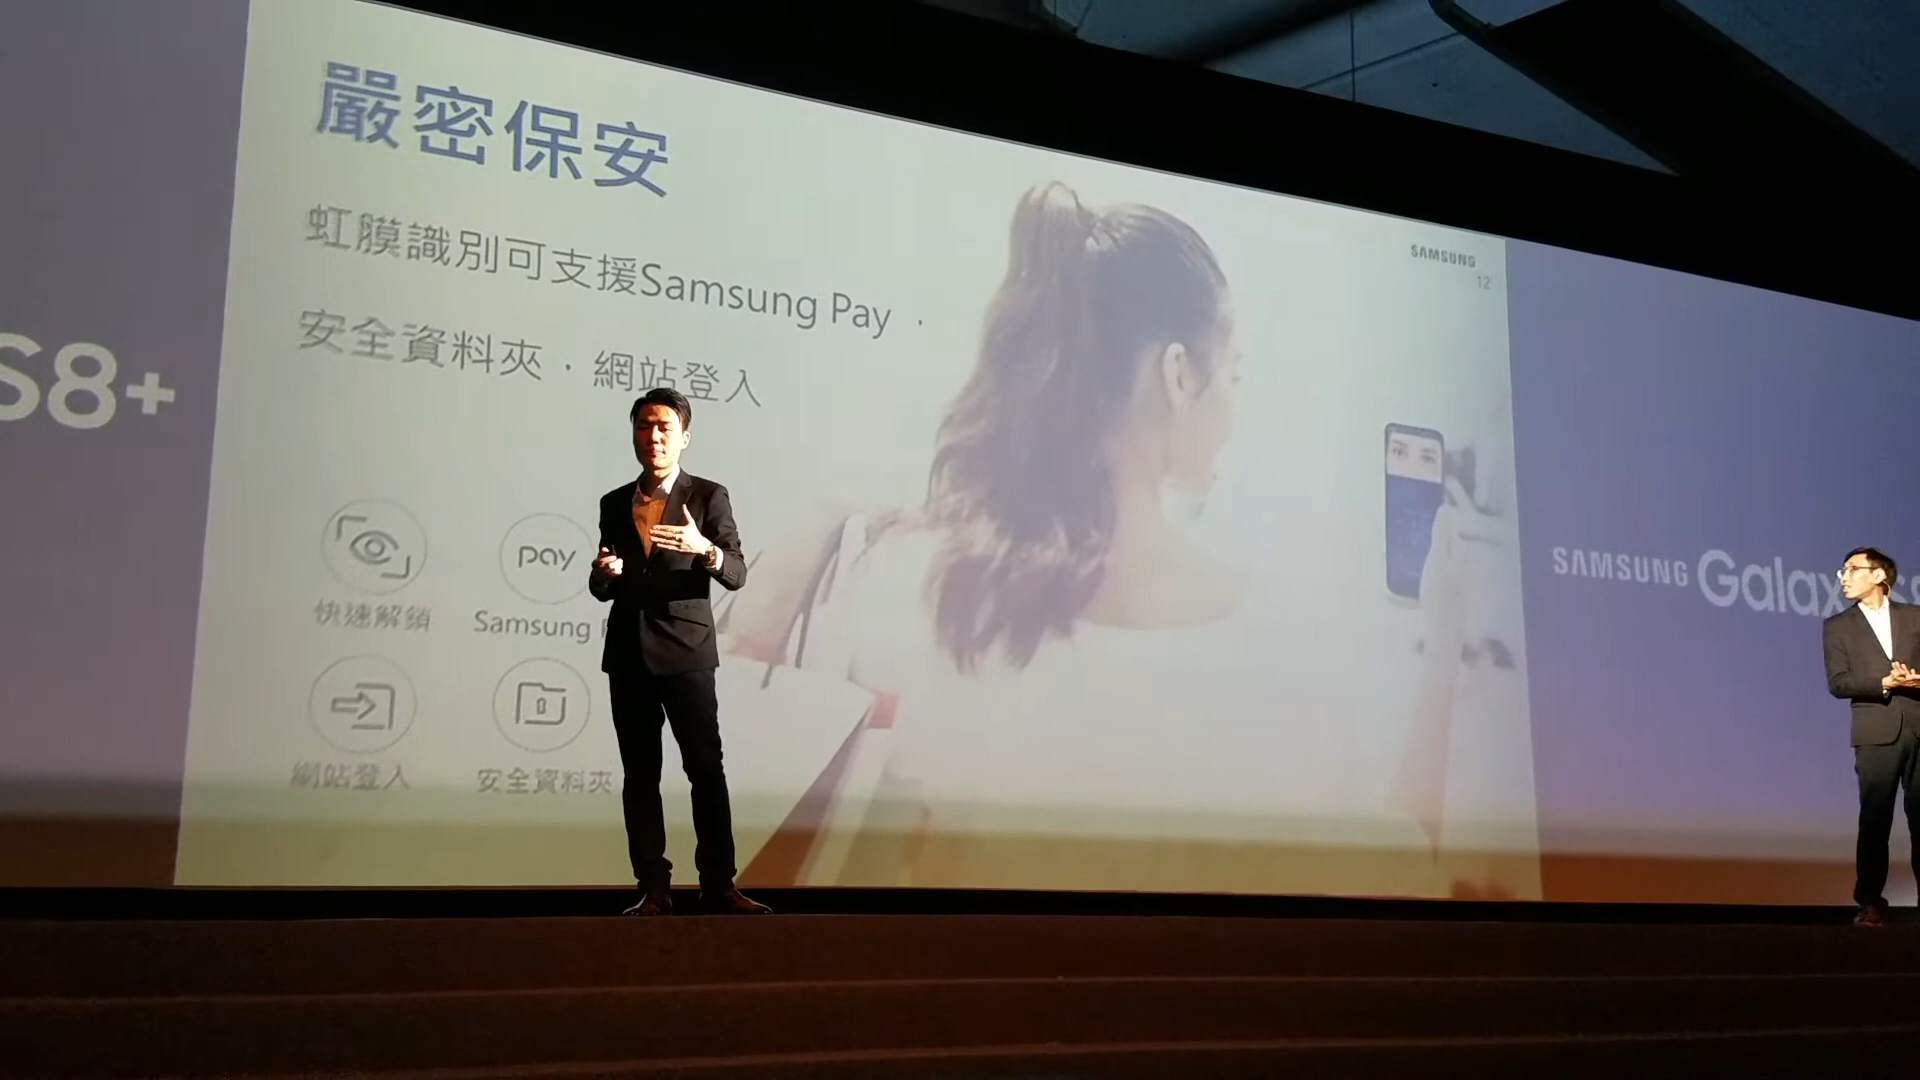 嚴密保安
虹膜識別可支援Samsung Pay ·
安全資料夾 · 網站登入
SAMSUNG
12
S8+
pay
快速解鎖
Samsung
網站登入
安全資料夾
SAMSUNG Galaxy